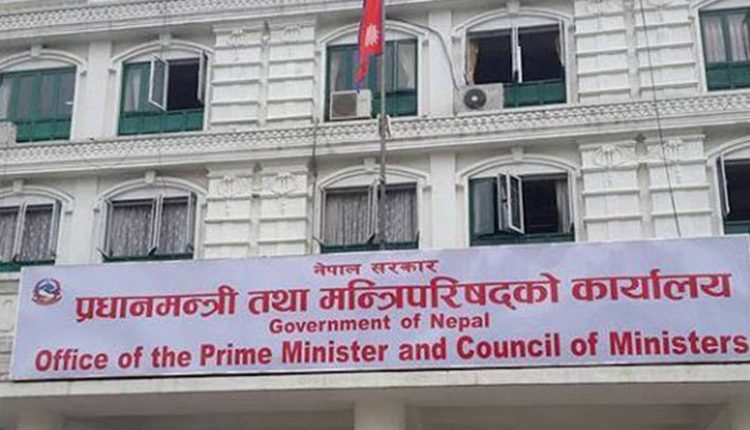 नेपाल सरकार
प्रधानमन्त्री तथा मन्त्रिपरिषद्को कार्यालय
Government of Nepal
Office of the Prime Minister and Council of Ministers